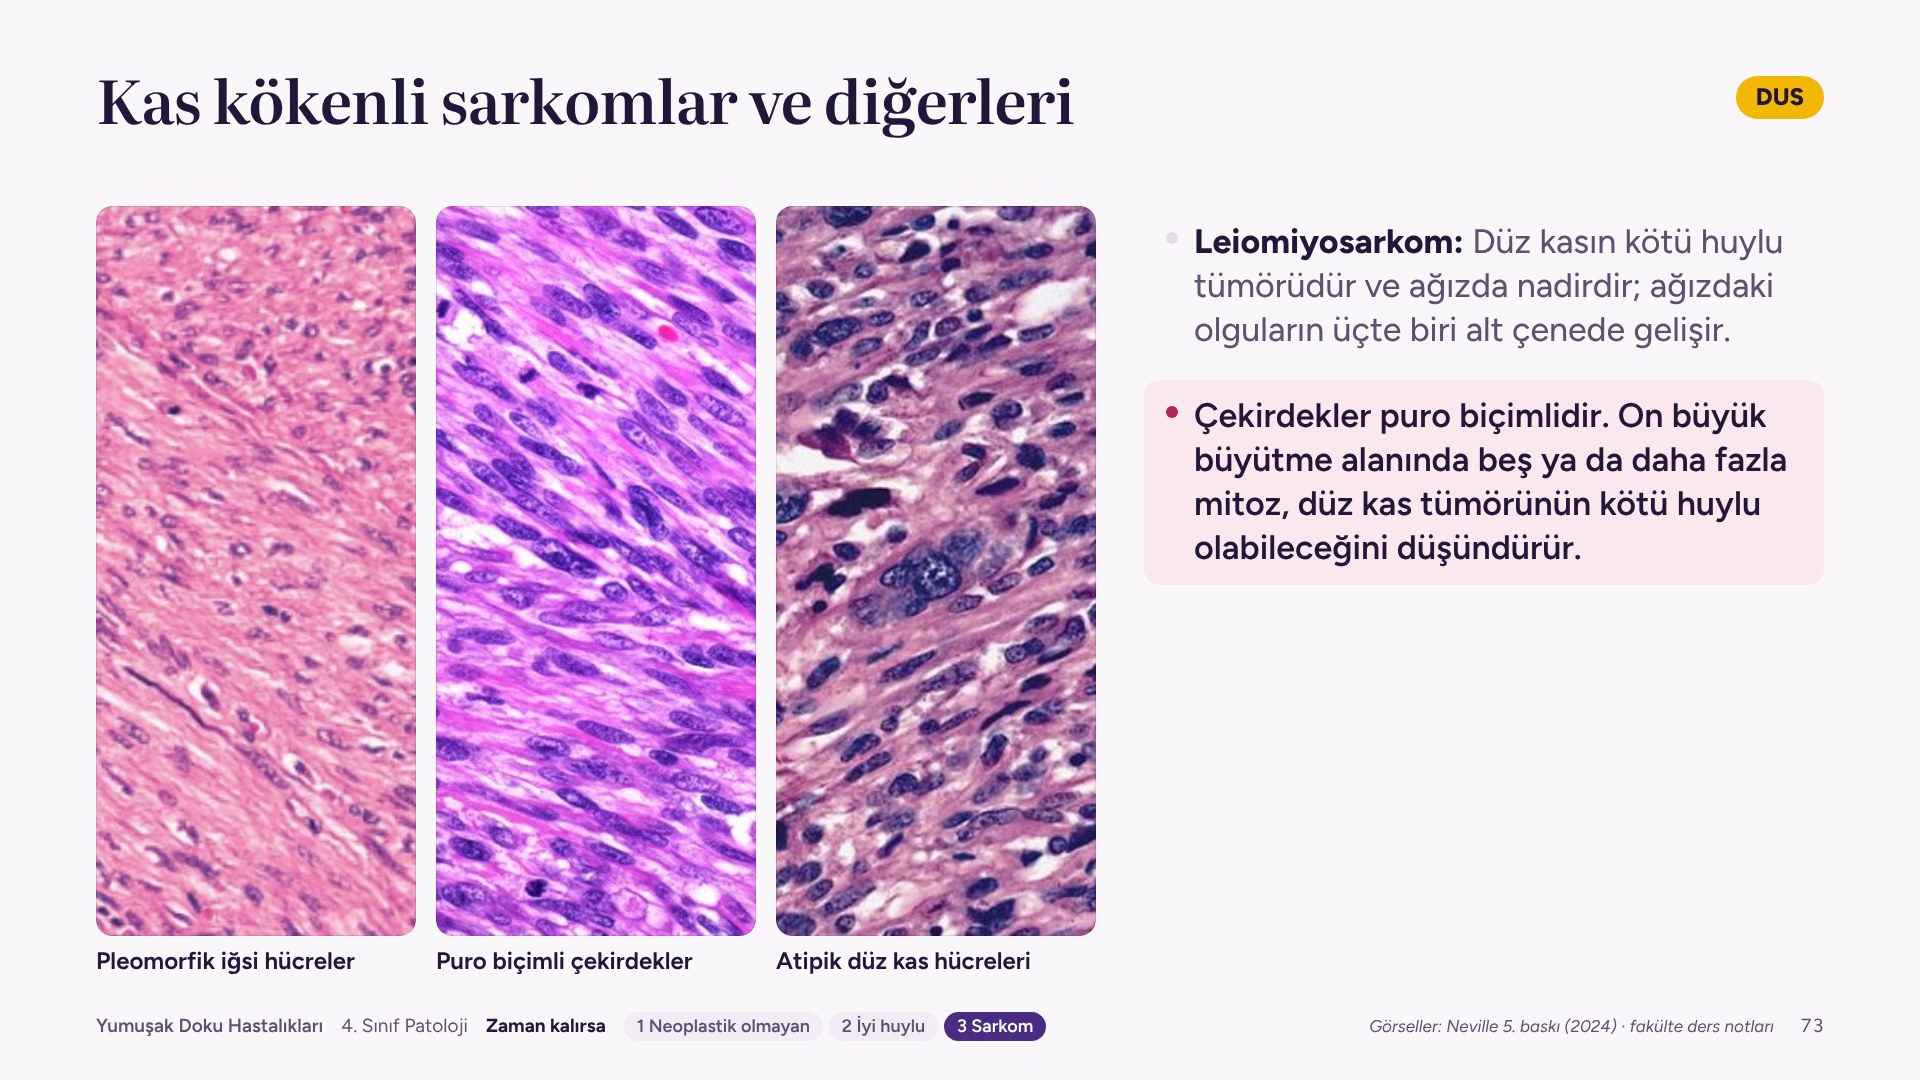 Kas kökenli sarkomlar ve diğerleri
DUS
Leiomiyosarkom: Düz kasın kötü huylu
tümörüdür ve ağızda nadirdir; ağızdaki
olguların üçte biri alt çenede gelişir.
Çekirdekler puro biçimlidir. On büyük
büyütme alanında beş ya da daha fazla
mitoz, düz kas tümörünün kötü huylu
olabileceğini düşündürür.
Pleomorfik iğsi hücreler
Puro biçimli çekirdekler
Atipik düz kas hücreleri
Yumuşak Doku Hastalıkları 4. Sınıf Patoloji Zaman kalırsa 1 Neoplastik olmayan 2 İyi huylu 3 Sarkom
Görseller: Neville 5. baskı (2024) · fakülte ders notları 73